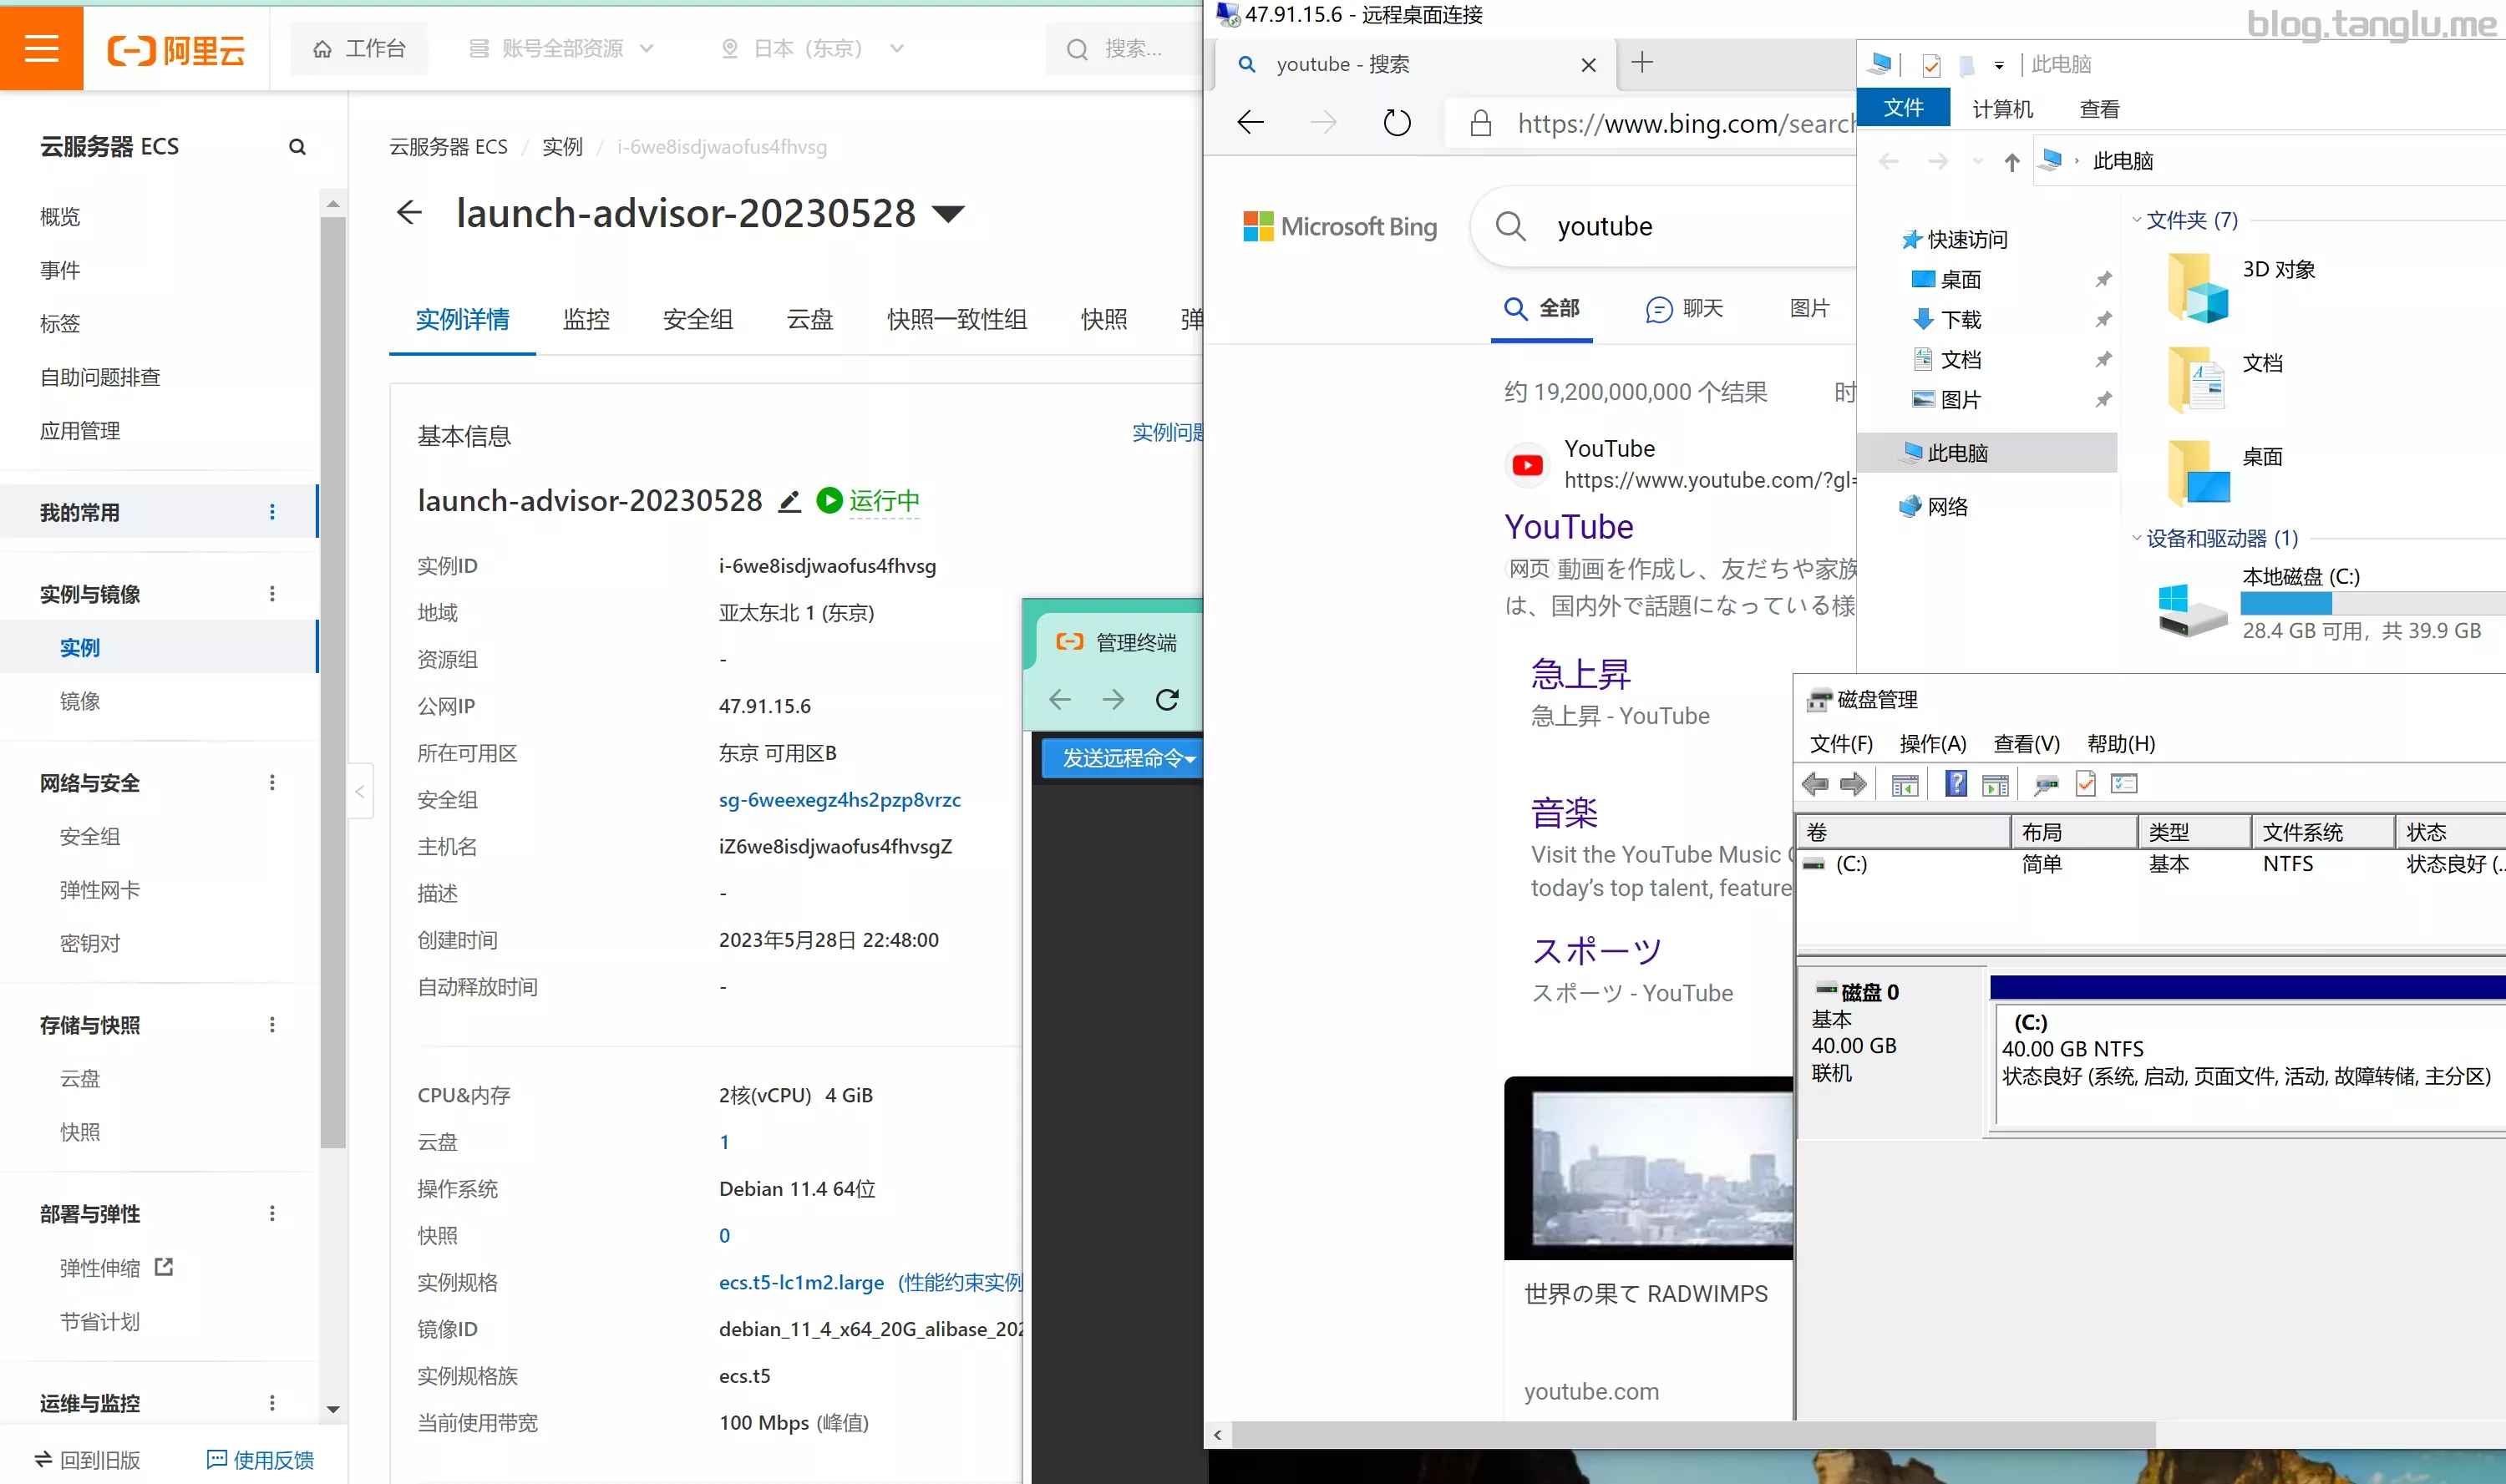 阿里云
工作台
账号全部资源
日本（东京）
搜索...
云服务器 ECS
概览
事件
标签
自助问题排查
应用管理
我的常用
实例与镜像
实例
镜像
网络与安全
安全组
弹性网卡
密钥对
存储与快照
云盘
快照
部署与弹性
弹性伸缩
节省计划
运维与监控
回到旧版
使用反馈
云服务器 ECS / 实例 / i-6we8isdjwaofus4fhvsg
launch-advisor-20230528
实例详情 监控 安全组 云盘 快照一致性组 快照 弹
基本信息
实例问题
launch-advisor-20230528 运行中
实例ID i-6we8isdjwaofus4fhvsg
地域 亚太东北 1 (东京)
资源组 -
公网IP 47.91.15.6
所在可用区 东京 可用区B
安全组 sg-6weexegz4hs2pzp8vrzc
主机名 iZ6we8isdjwaofus4fhvsgZ
描述 -
创建时间 2023年5月28日 22:48:00
自动释放时间 -
CPU&内存 2核(vCPU) 4 GiB
云盘 1
操作系统 Debian 11.4 64位
快照 0
实例规格 ecs.t5-lc1m2.large (性能约束实例
镜像ID debian_11_4_x64_20G_alibase_202
实例规格族 ecs.t5
当前使用带宽 100 Mbps (峰值)
管理终端
发送远程命令
47.91.15.6 - 远程桌面连接
blog.tanglu.me
youtube - 搜索
https://www.bing.com/search
Microsoft Bing
youtube
全部 聊天 图片
约 19,200,000,000 个结果 时
YouTube
https://www.youtube.com/?gl=
YouTube
网页 動画を作成し、友だちや家族
は、国内外で話題になっている様
急上昇
急上昇 - YouTube
音楽
Visit the YouTube Music
today’s top talent, feature
スポーツ
スポーツ - YouTube
世界の果て RADWIMPS
youtube.com
此电脑
文件 计算机 查看
此电脑
快速访问
桌面
下载
文档
图片
此电脑
网络
文件夹 (7)
3D 对象
文档
桌面
设备和驱动器 (1)
本地磁盘 (C:)
28.4 GB 可用，共 39.9 GB
磁盘管理
文件(F) 操作(A) 查看(V) 帮助(H)
卷 布局 类型 文件系统 状态
(C:) 简单 基本 NTFS 状态良好 (..
磁盘 0
基本
40.00 GB
联机
(C:)
40.00 GB NTFS
状态良好 (系统, 启动, 页面文件, 活动, 故障转储, 主分区)